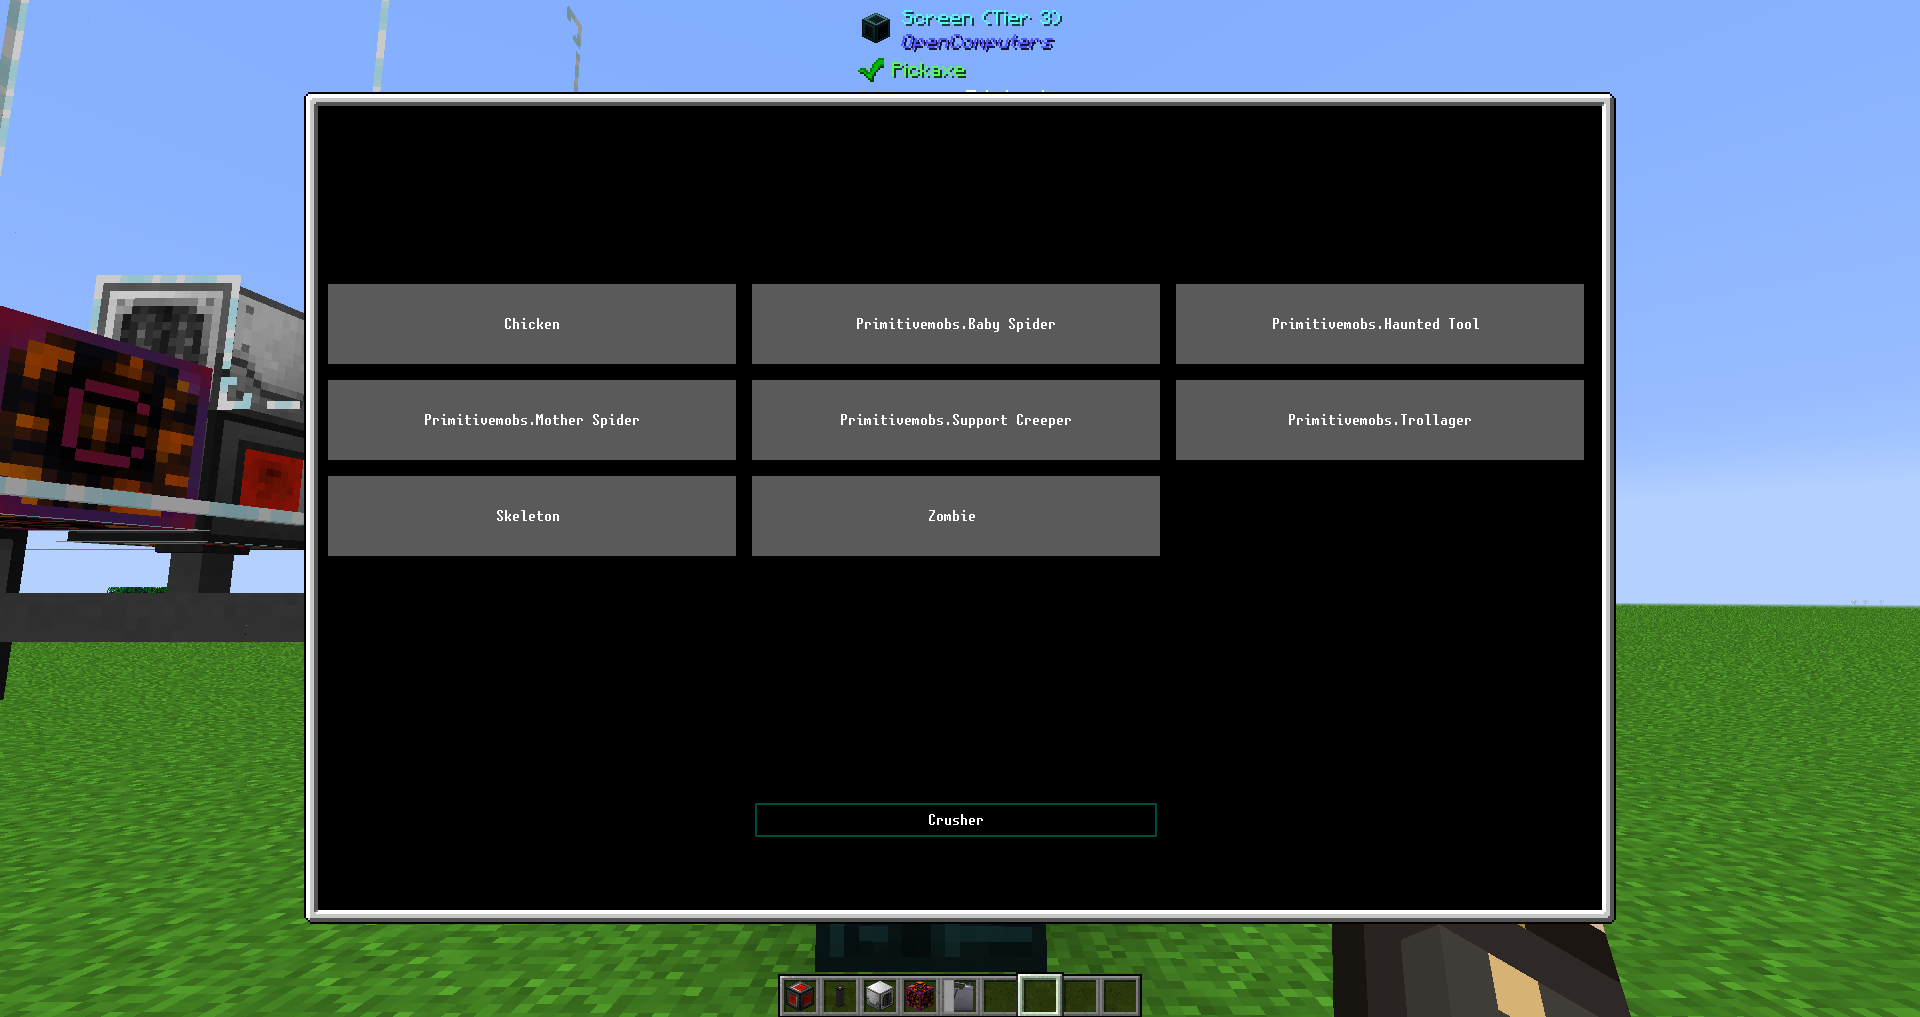 Screen (Tier 3)
OpenComputers
Pickaxe
Chicken
Primitivemobs.Baby Spider
Primitivemobs.Haunted Tool
Primitivemobs.Mother Spider
Primitivemobs.Support Creeper
Primitivemobs.Trollager
Skeleton
Zombie
Crusher